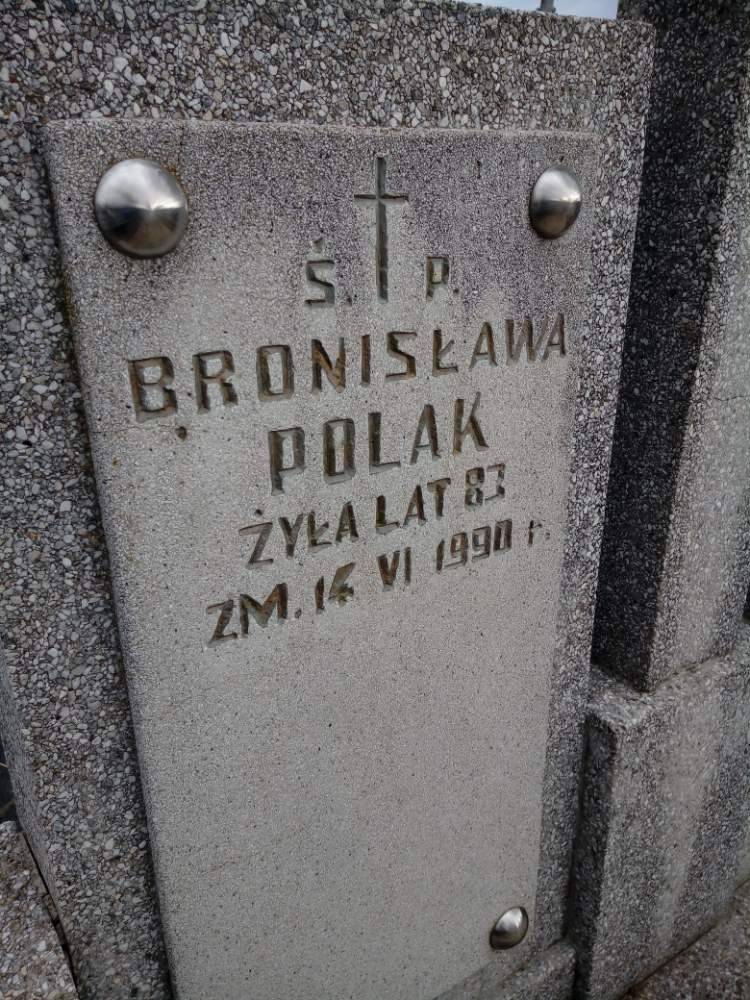 Ś. P.
BRONISŁAWA
POLAK
ŻYŁA LAT 83
ZM. 14 VI 1990 r.